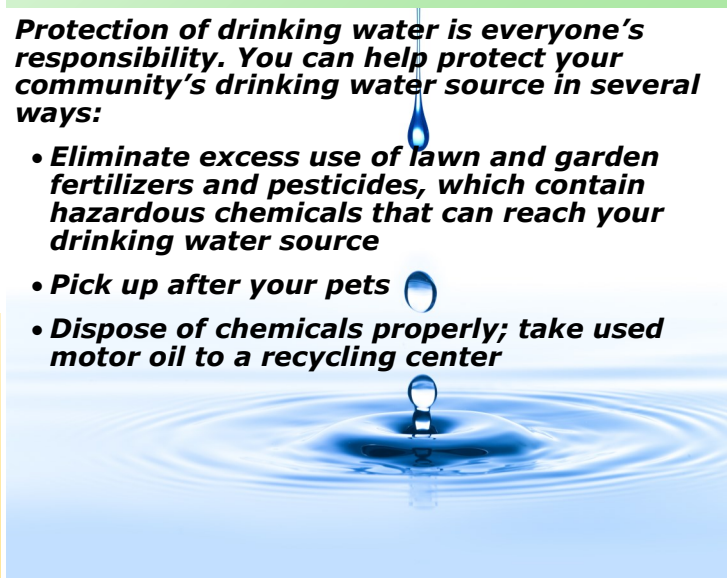 Protection of drinking water is everyone’s
responsibility. You can help protect your
community’s drinking water source in several
ways:
• Eliminate excess use of lawn and garden
fertilizers and pesticides, which contain
hazardous chemicals that can reach your
drinking water source
• Pick up after your pets
• Dispose of chemicals properly; take used
motor oil to a recycling center